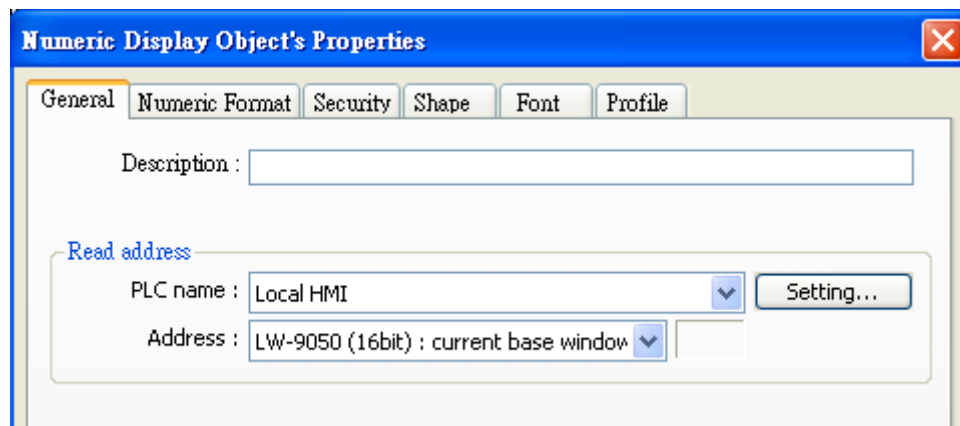 Numeric Display Object's Properties
General Numeric Format Security Shape Font Profile
Description :
Read address
PLC name : Local HMI Setting...
Address : LW-9050 (16bit) : current base window